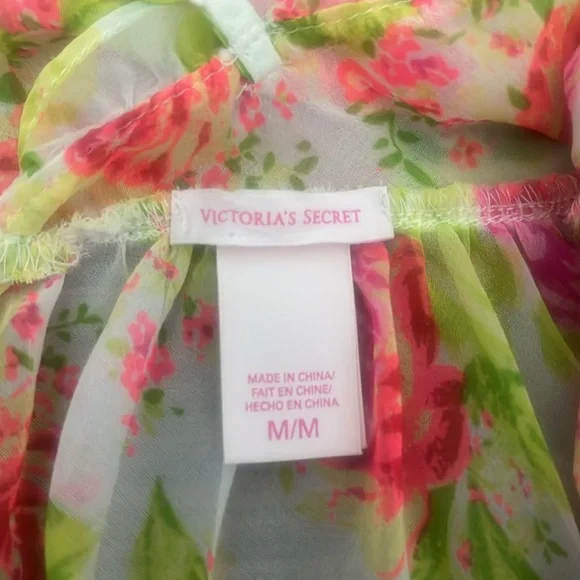 VICTORIA'S SECRET
MADE IN CHINA/
FAIT EN CHINE/
HECHO EN CHINA
M/M